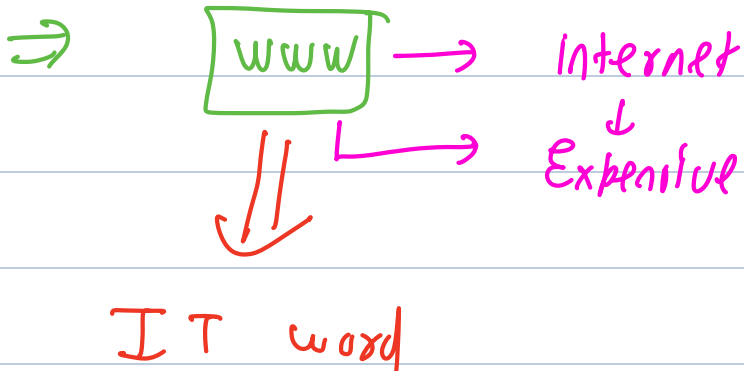 ⇒ WWW → Internet
↓
→ Expensive
⇓
IT word